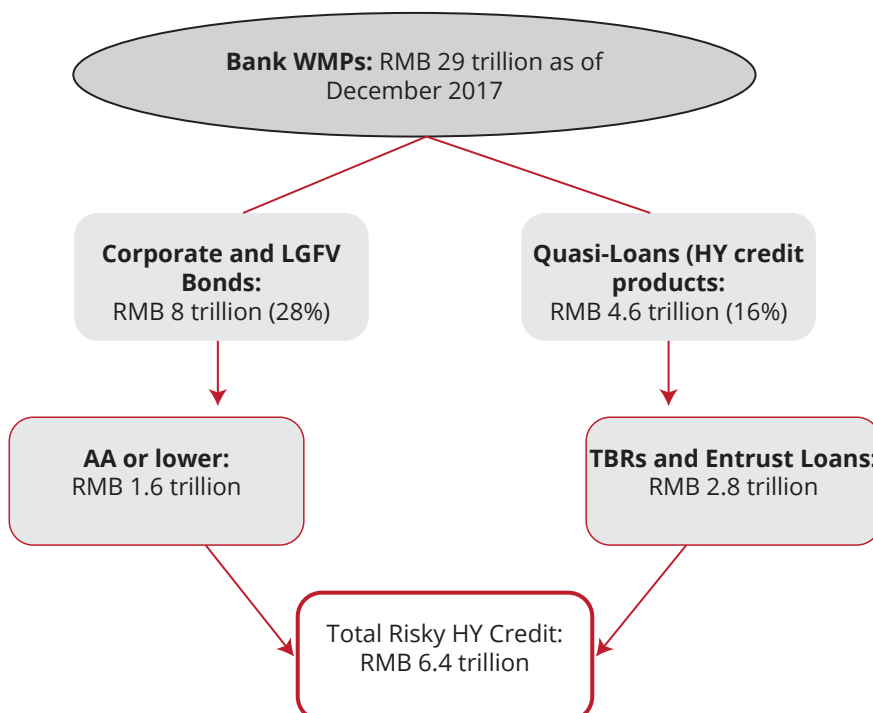 Bank WMPs: RMB 29 trillion as of
December 2017
Corporate and LGFV
Bonds:
RMB 8 trillion (28%)
Quasi-Loans (HY credit
products:
RMB 4.6 trillion (16%)
AA or lower:
RMB 1.6 trillion
TBRs and Entrust Loans:
RMB 2.8 trillion
Total Risky HY Credit:
RMB 6.4 trillion